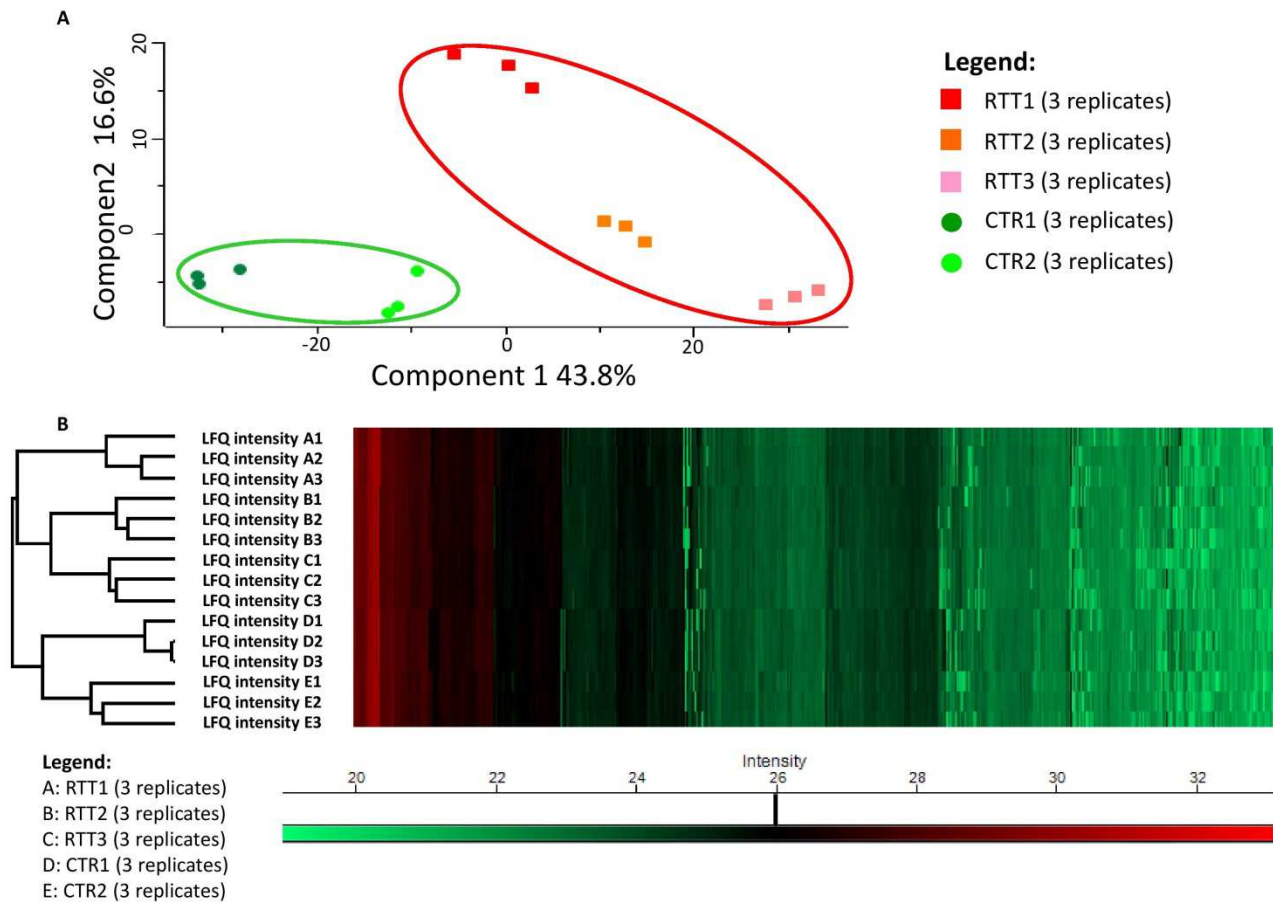 A
20
10
0
Componen2 16.6%
-20
0
20
Component 1 43.8%
Legend:
RTT1 (3 replicates)
RTT2 (3 replicates)
RTT3 (3 replicates)
CTR1 (3 replicates)
CTR2 (3 replicates)
B
LFQ intensity A1
LFQ intensity A2
LFQ intensity A3
LFQ intensity B1
LFQ intensity B2
LFQ intensity B3
LFQ intensity C1
LFQ intensity C2
LFQ intensity C3
LFQ intensity D1
LFQ intensity D2
LFQ intensity D3
LFQ intensity E1
LFQ intensity E2
LFQ intensity E3
Legend:
A: RTT1 (3 replicates)
B: RTT2 (3 replicates)
C: RTT3 (3 replicates)
D: CTR1 (3 replicates)
E: CTR2 (3 replicates)
Intensity
20 22 24 26 28 30 32